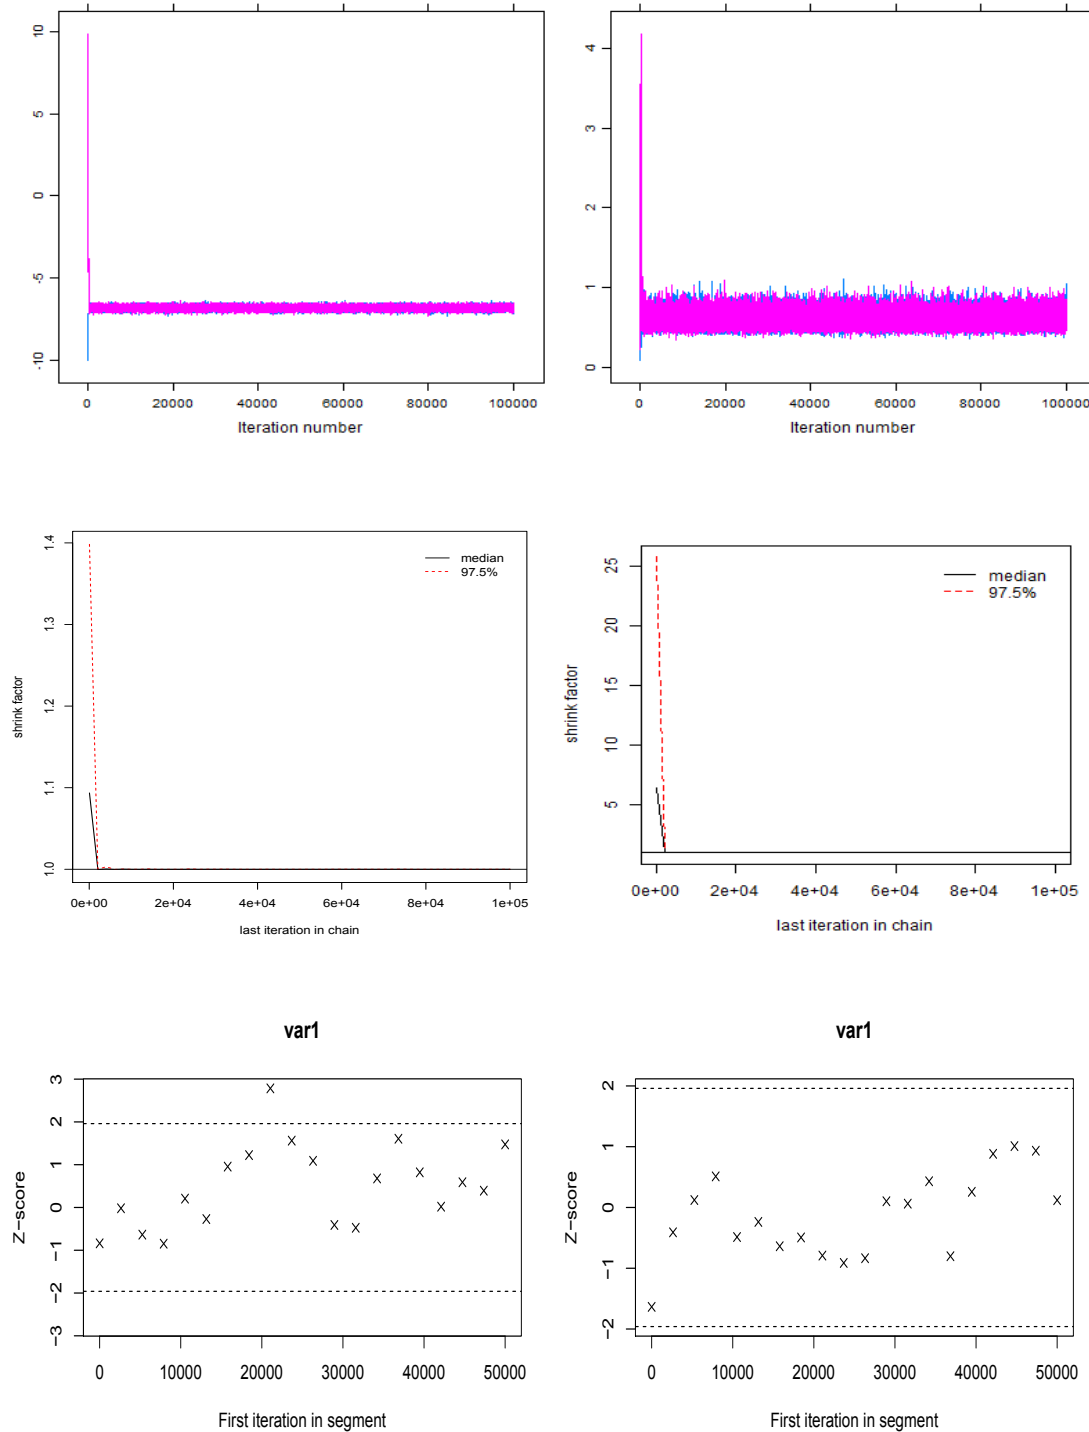 10
5
0
-5
-10
0 20000 40000 60000 80000 100000
Iteration number
4
3
2
1
0
0 20000 40000 60000 80000 100000
Iteration number
1.4
1.3
1.2
1.1
1.0
shrink factor
median
97.5%
0e+00 2e+04 4e+04 6e+04 8e+04 1e+05
last iteration in chain
25
20
15
10
5
shrink factor
median
97.5%
0e+00 2e+04 4e+04 6e+04 8e+04 1e+05
last iteration in chain
var1
3
2
1
0
−1
−2
−3
Z−score
0 10000 20000 30000 40000 50000
First iteration in segment
var1
2
1
0
−1
−2
Z−score
0 10000 20000 30000 40000 50000
First iteration in segment